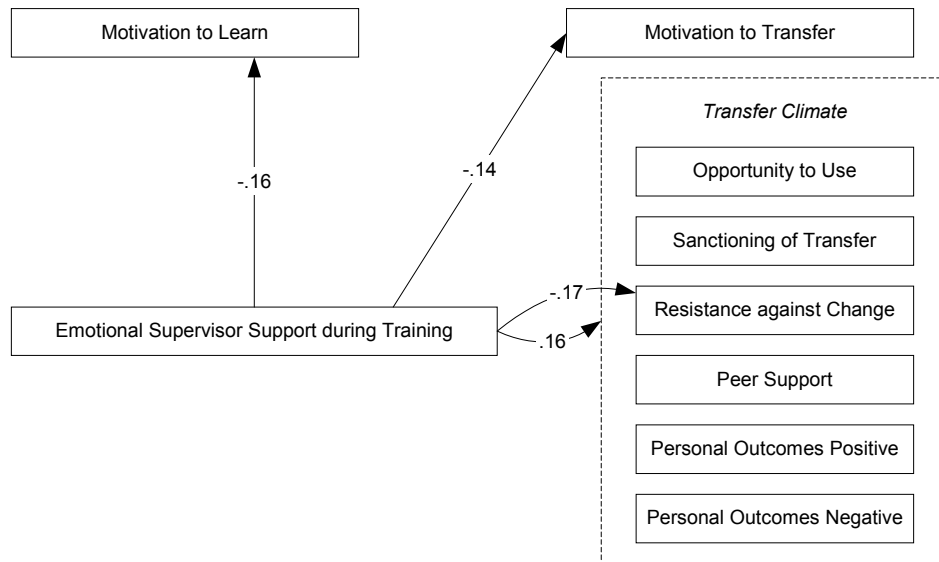 Motivation to Learn
Motivation to Transfer
Transfer Climate
Opportunity to Use
-.16
-.14
Sanctioning of Transfer
-.17
Resistance against Change
Emotional Supervisor Support during Training
.16
Peer Support
Personal Outcomes Positive
Personal Outcomes Negative